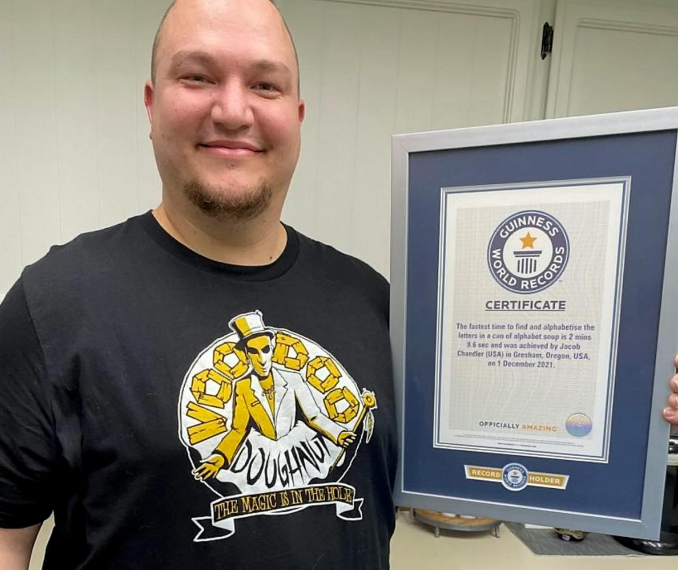 VOODOO
DOUGHNUT
THE MAGIC IS IN THE HOLE
GUINNESS
WORLD RECORDS
CERTIFICATE
The fastest time to find and alphabetise the
letters in a can of alphabet soup is 2 mins
8.6 sec and was achieved by Jacob
Chandler (USA) in Gresham, Oregon, USA,
on 1 December 2021.
OFFICIALLY AMAZING
RECORD HOLDER